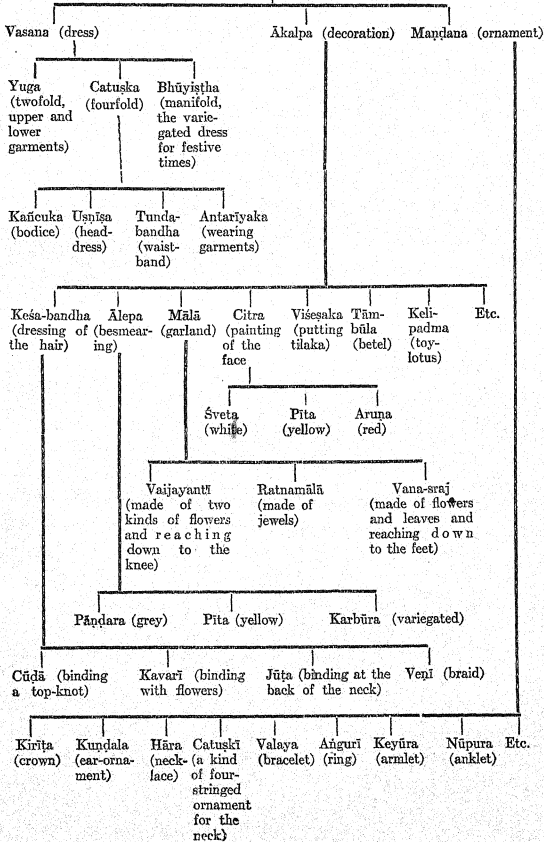 Vasana (dress)
Ākalpa (decoration)
Maṇḍana (ornament)
Yuga
(twofold,
upper and
lower
garments)
Catuṣka
(fourfold)
Bhūyiṣṭha
(manifold,
the varie-
gated dress
for festive
times)
Kañcuka
(bodice)
Uṣṇīṣa
(head-
dress)
Tunda-
bandha
(waist-
band)
Antarīyaka
(wearing
garments)
Keśa-bandha
(dressing of
the hair)
Ālepa
(besmear-
ing)
Mālā
(garland)
Citra
(painting
of the
face
Viśeṣaka
(putting
tilaka)
Tām-
būla
(betel)
Keli-
padma
(toy-
lotus)
Etc.
Śveta
(white)
Pīta
(yellow)
Aruṇa
(red)
Vaijayantī
(made of two
kinds of flowers
and reaching
down to the
knee)
Ratnamālā
(made of
jewels)
Vana-sraj
(made of flowers
and leaves and
reaching down
to the feet)
Pāṇḍara (grey)
Pīta (yellow)
Karbūra (variegated)
Cūḍā (binding
a top-knot)
Kavarī (binding
with flowers)
Jūṭa (binding at the
back of the neck)
Veṇī (braid)
Kirīṭa
(crown)
Kuṇḍala
(ear-orna-
ment)
Hāra
(neck-
lace)
Catuṣkī
(a kind
of four-
stringed
ornament
for the
neck)
Valaya
(bracelet)
Aṅgurī
(ring)
Keyūra
(armlet)
Nūpura
(anklet)
Etc.